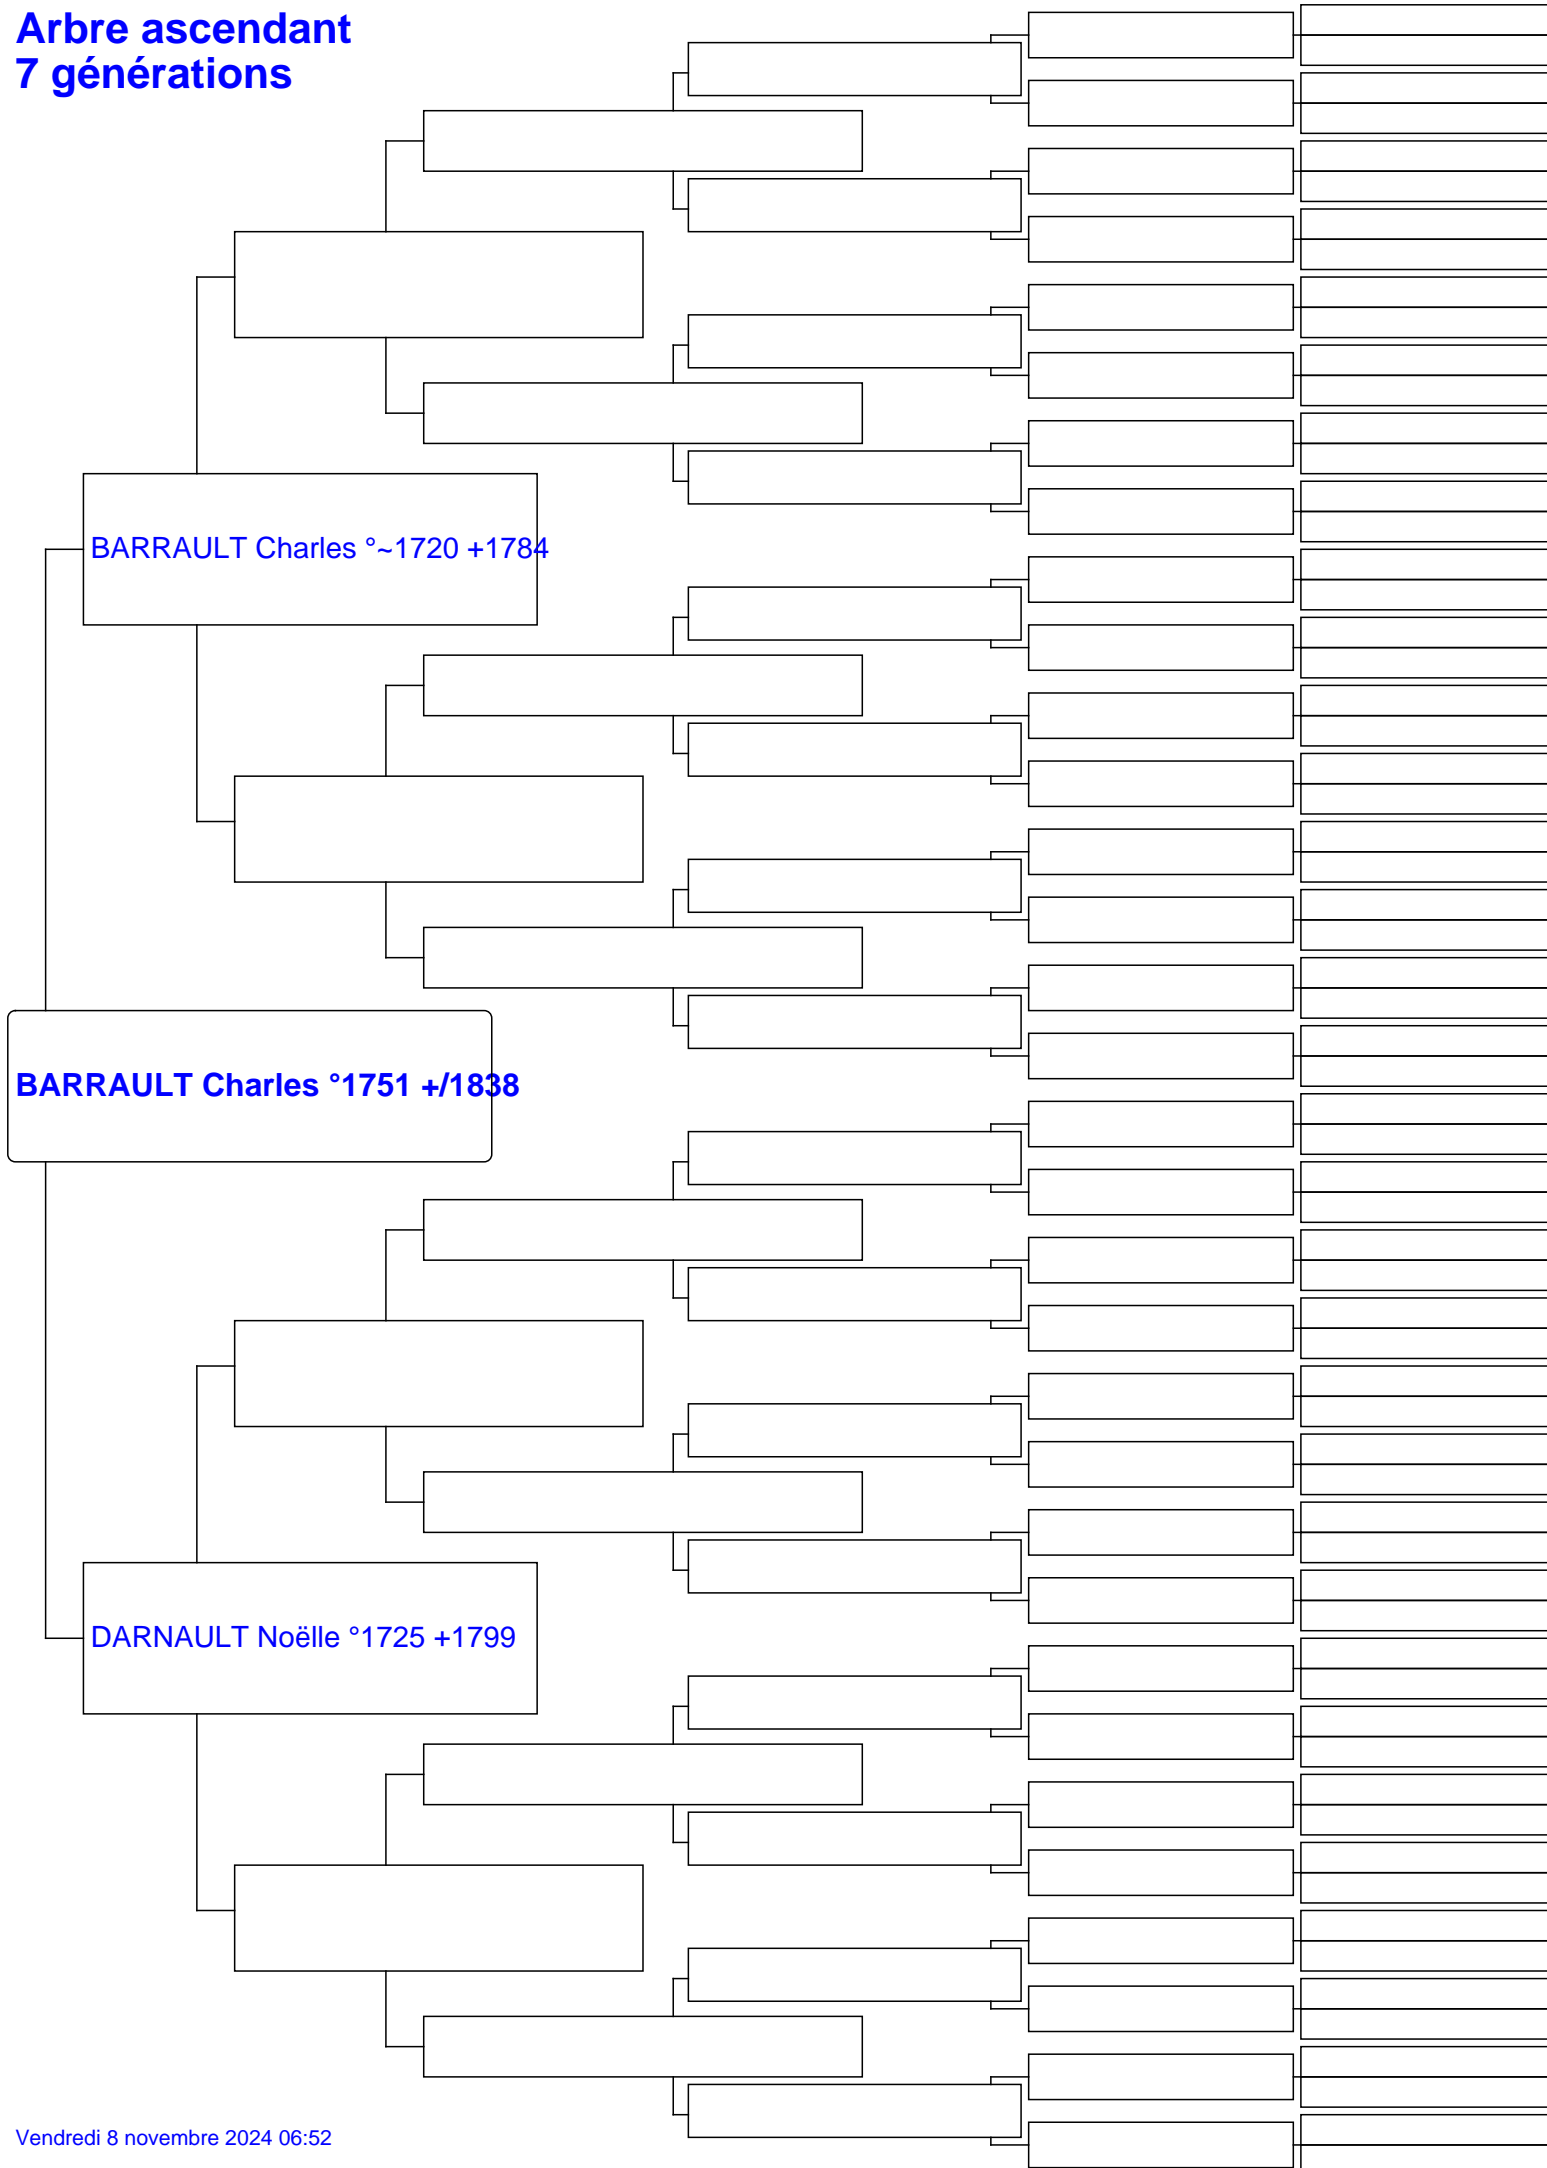 Arbre ascendant
7 générations
BARRAULT Charles °~1720 +1784
BARRAULT Charles °1751 +/1838
DARNAULT Noëlle °1725 +1799
Vendredi 8 novembre 2024 06:52